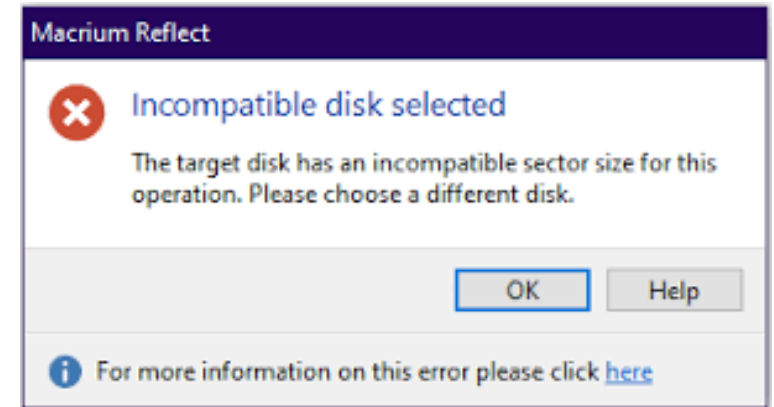 Macrium Reflect
Incompatible disk selected
The target disk has an incompatible sector size for this
operation. Please choose a different disk.
OK Help
For more information on this error please click here